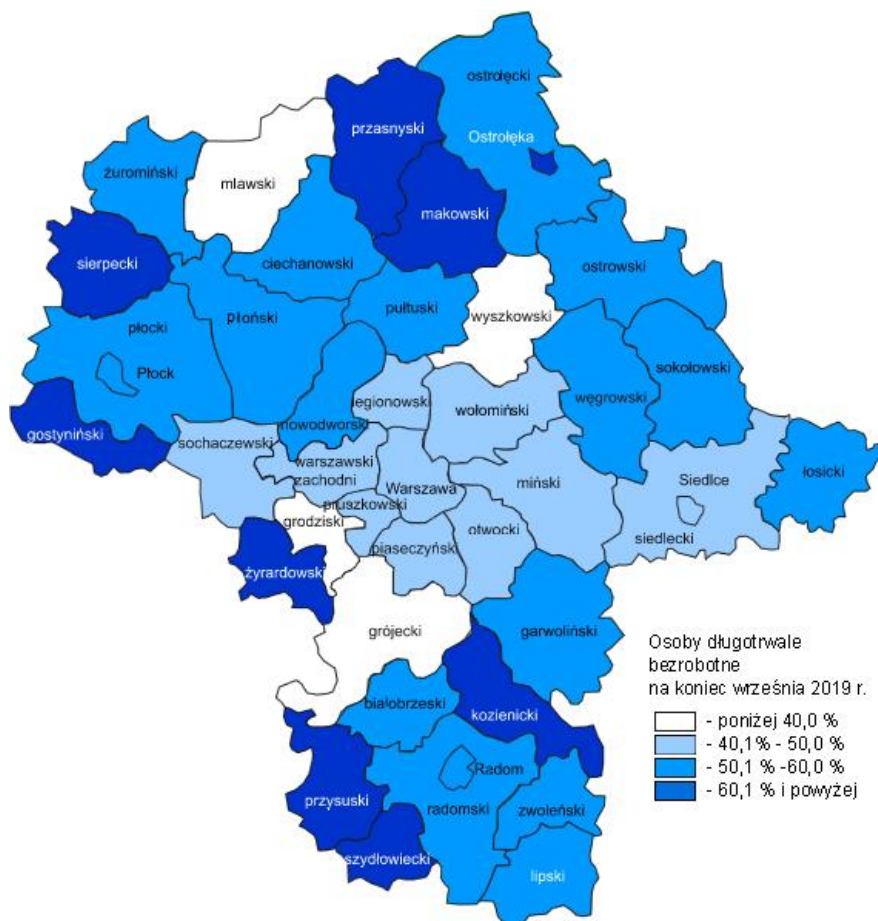 ostrołęcki
przasnyski
Ostrołęka
żuromiński
mlawski
makowski
sierpecki
ciechanowski
ostrowski
pułtuski
płocki
płoński
wyszkowski
Płock
sokołowski
węgrowski
legionowski
wołomiński
nowodworski
gostyniński
sochaczewski
warszawski
zachodni
Siedlce
łosicki
Warszawa
miński
pruszkowski
grodziski
otwocki
siedlecki
piaseczyński
żyrardowski
grójecki
garwoliński
Osoby długotrwale
bezrobotne
na koniec września 2019 r.
białobrzeski
kozienicki
- poniżej 40,0 %
- 40,1% - 50,0 %
- 50,1 % -60,0 %
- 60,1 % i powyżej
Radom
przysuski
radomski
zwoleński
szydłowiecki
lipski